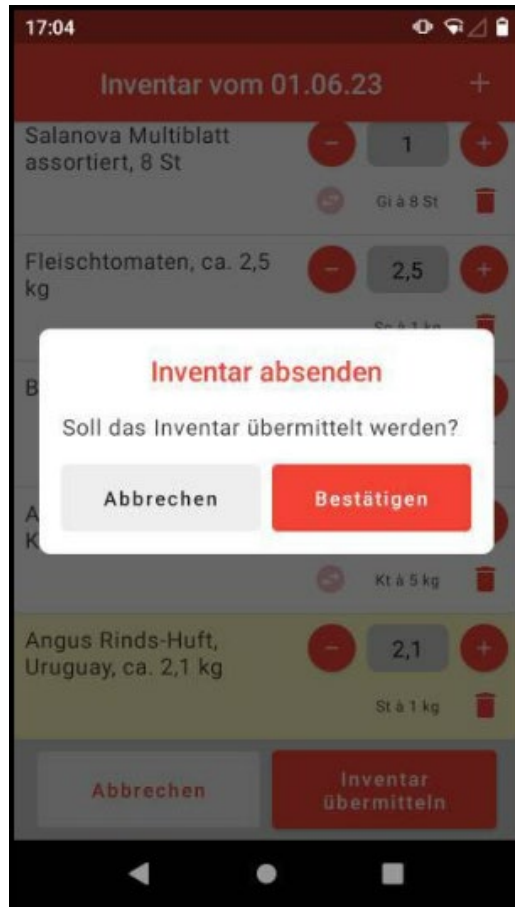 17:04
Inventar vom 01.06.23
Salanova Multiblatt
assortiert, 8 St
1
Gi à 8 St
Fleischtomaten, ca. 2,5
kg
2,5
B
Inventar absenden
Soll das Inventar übermittelt werden?
Abbrechen
Bestätigen
A
K
Kt à 5 kg
Angus Rinds-Huft,
Uruguay, ca. 2,1 kg
2,1
St à 1 kg
Abbrechen
Inventar
übermitteln